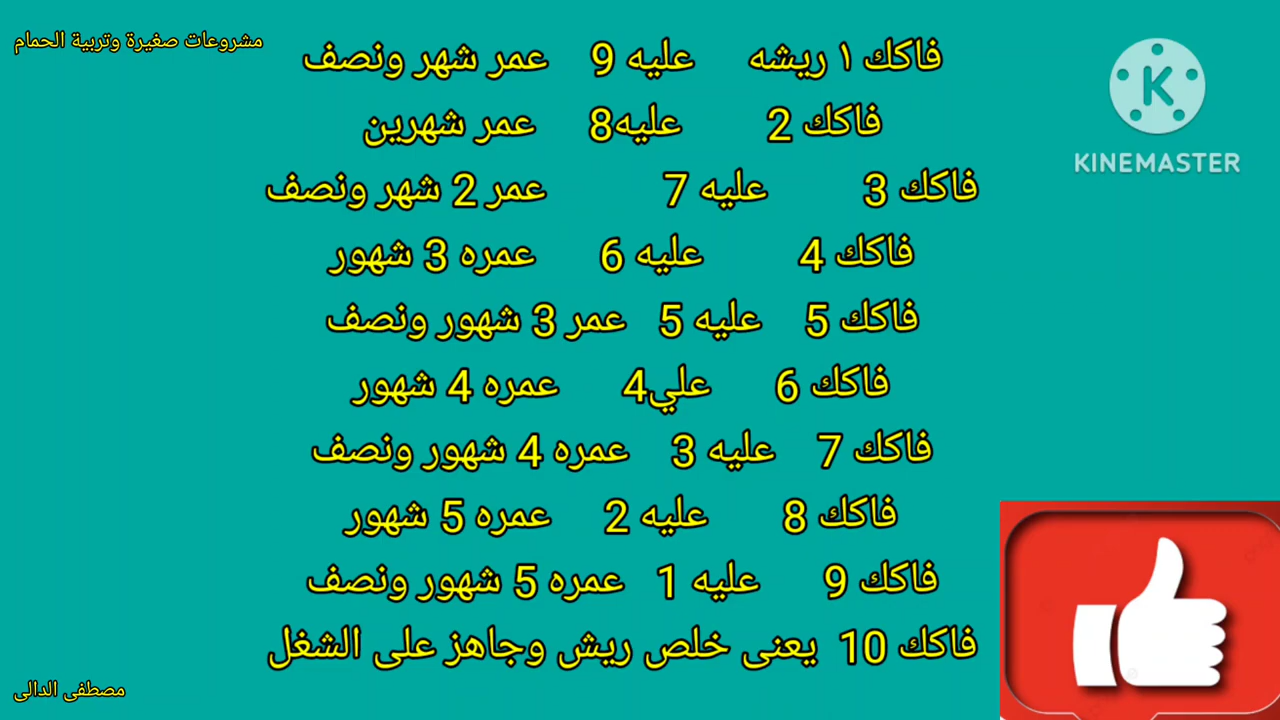 مشروعات صغيرة وتربية الحمام
فاكك ١ ريشه عليه 9 عمر شهر ونصف
فاكك 2 عليه8 عمر شهرين
فاكك 3 عليه 7 عمر 2 شهر ونصف
فاكك 4 عليه 6 عمره 3 شهور
فاكك 5 عليه 5 عمر 3 شهور ونصف
فاكك 6 علي4 عمره 4 شهور
فاكك 7 عليه 3 عمره 4 شهور ونصف
فاكك 8 عليه 2 عمره 5 شهور
فاكك 9 عليه 1 عمره 5 شهور ونصف
فاكك 10 يعنى خلص ريش وجاهز على الشغل
مصطفى الدالى
K
KINEMASTER